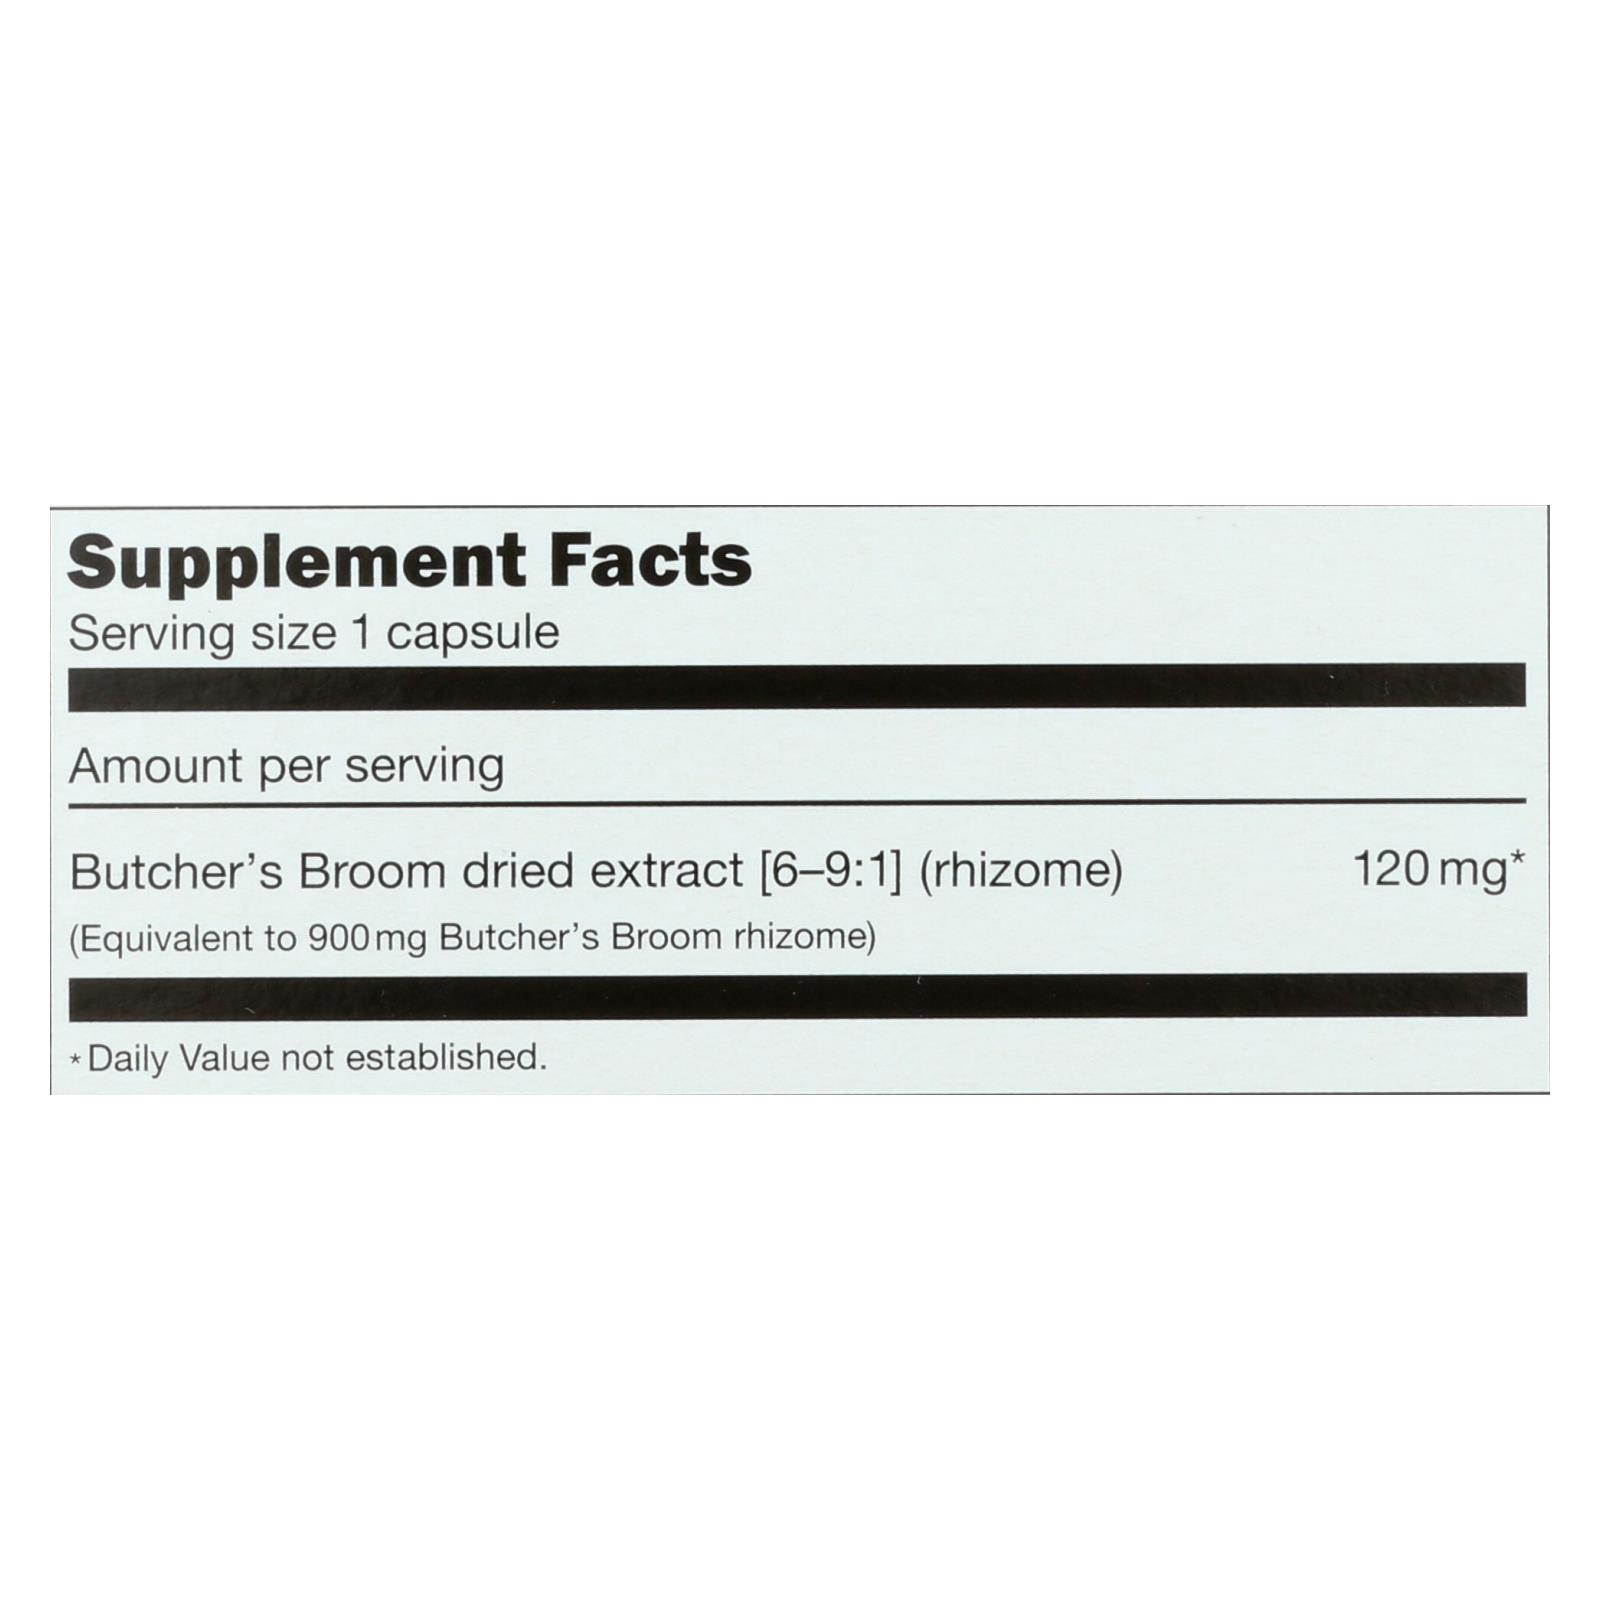 Supplement Facts
Serving size 1 capsule
Amount per serving
Butcher's Broom dried extract [6–9:1] (rhizome) 120 mg*
(Equivalent to 900 mg Butcher's Broom rhizome)
* Daily Value not established.